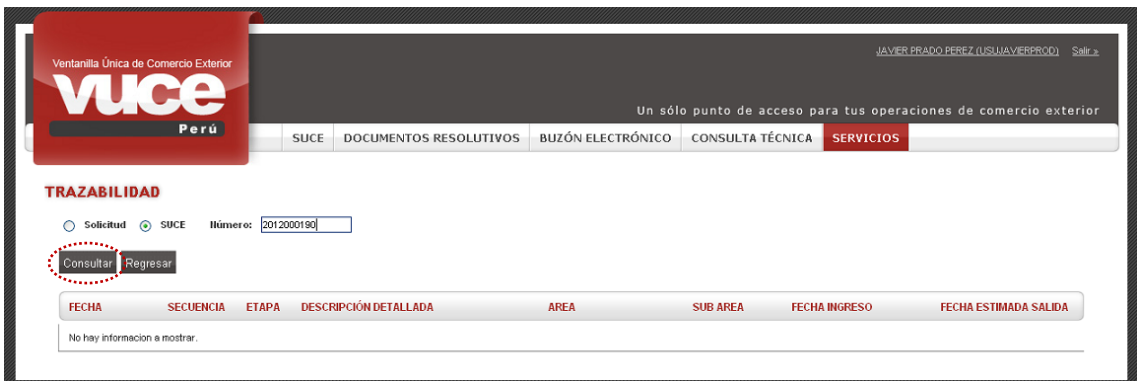 JAVIER PRADO PEREZ (USUJAVIERPROD) Salir »
Ventanilla Única de Comercio Exterior
vuce
Perú
Un sólo punto de acceso para tus operaciones de comercio exterior
SUCE DOCUMENTOS RESOLUTIVOS BUZÓN ELECTRÓNICO CONSULTA TÉCNICA SERVICIOS
TRAZABILIDAD
Solicitud SUCE Número: 2012000190
Consultar Regresar
FECHA SECUENCIA ETAPA DESCRIPCIÓN DETALLADA AREA SUB AREA FECHA INGRESO FECHA ESTIMADA SALIDA
No hay informacion a mostrar.